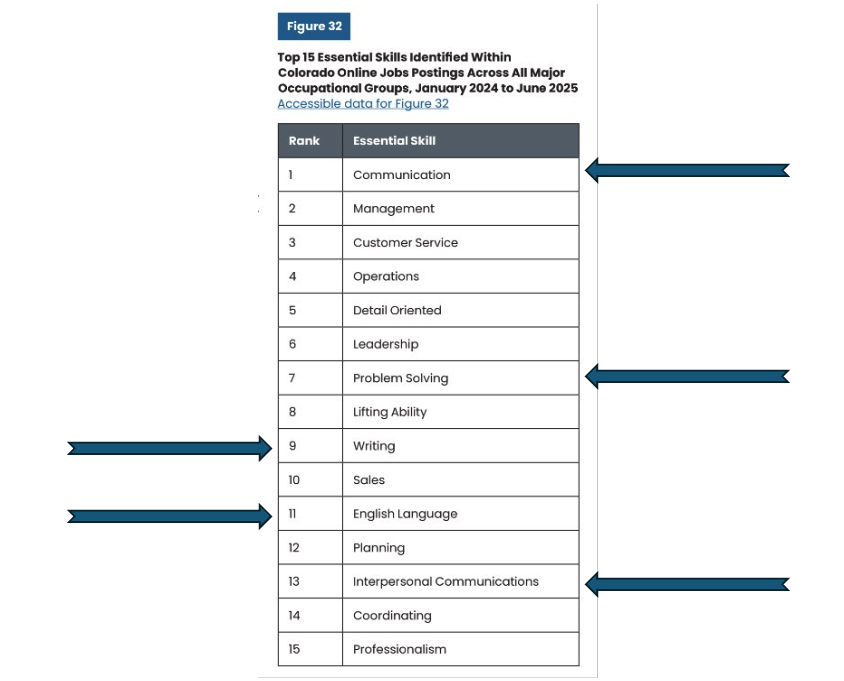 Figure 32
Top 15 Essential Skills Identified Within
Colorado Online Jobs Postings Across All Major
Occupational Groups, January 2024 to June 2025
Accessible data for Figure 32
Rank Essential Skill
1 Communication
2 Management
3 Customer Service
4 Operations
5 Detail Oriented
6 Leadership
7 Problem Solving
8 Lifting Ability
9 Writing
10 Sales
11 English Language
12 Planning
13 Interpersonal Communications
14 Coordinating
15 Professionalism